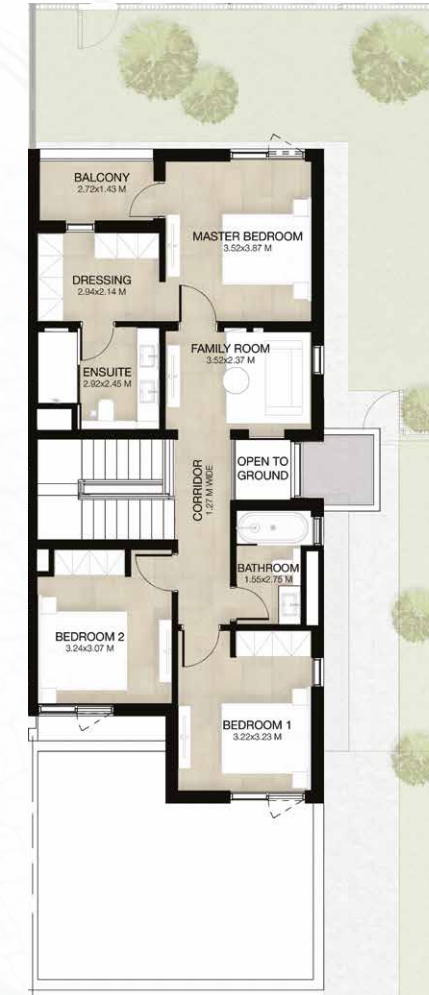 BALCONY
2.72x1.43 M
MASTER BEDROOM
3.52x3.87 M
DRESSING
2.94x2.14 M
FAMILY ROOM
3.52x2.37 M
ENSUITE
2.92x2.45 M
OPEN TO
GROUND
CORRIDOR
1.27 M WIDE
BATHROOM
1.55x2.75 M
BEDROOM 2
3.24x3.07 M
BEDROOM 1
3.22x3.23 M